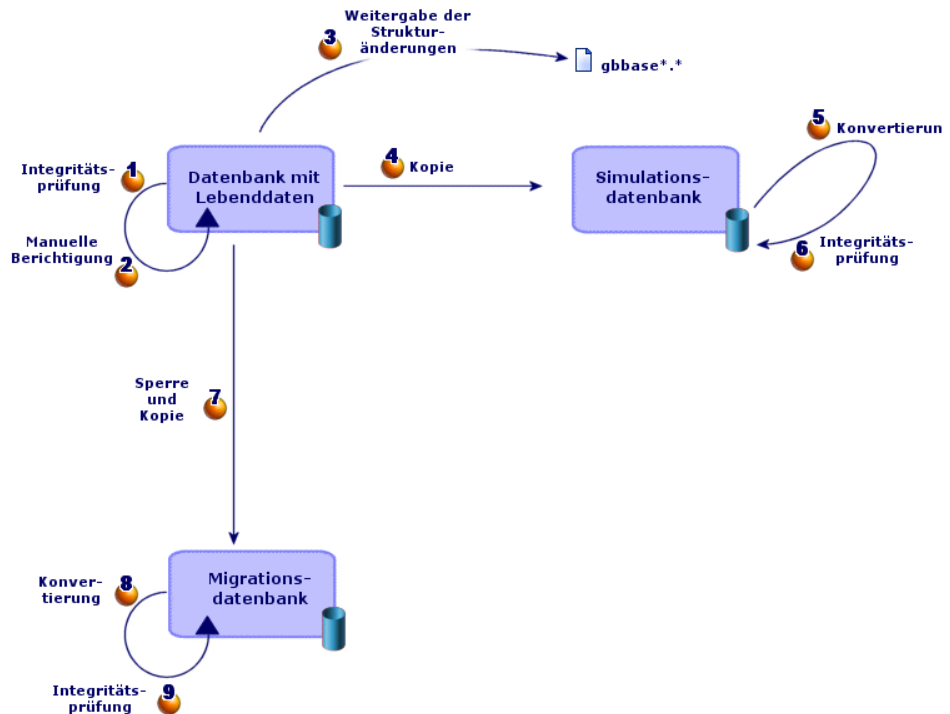 3
Weitergabe der
Struktur-
änderungen
gbbase*.*
1
Integritäts-
prüfung
Manuelle
Berichtigung
2
Datenbank mit
Lebenddaten
4
Kopie
Simulations-
datenbank
5
Konvertierun
6
Integritäts-
prüfung
Sperre
und
Kopie
7
Konver-
tierung
8
Migrations-
datenbank
Integritäts-
prüfung
9